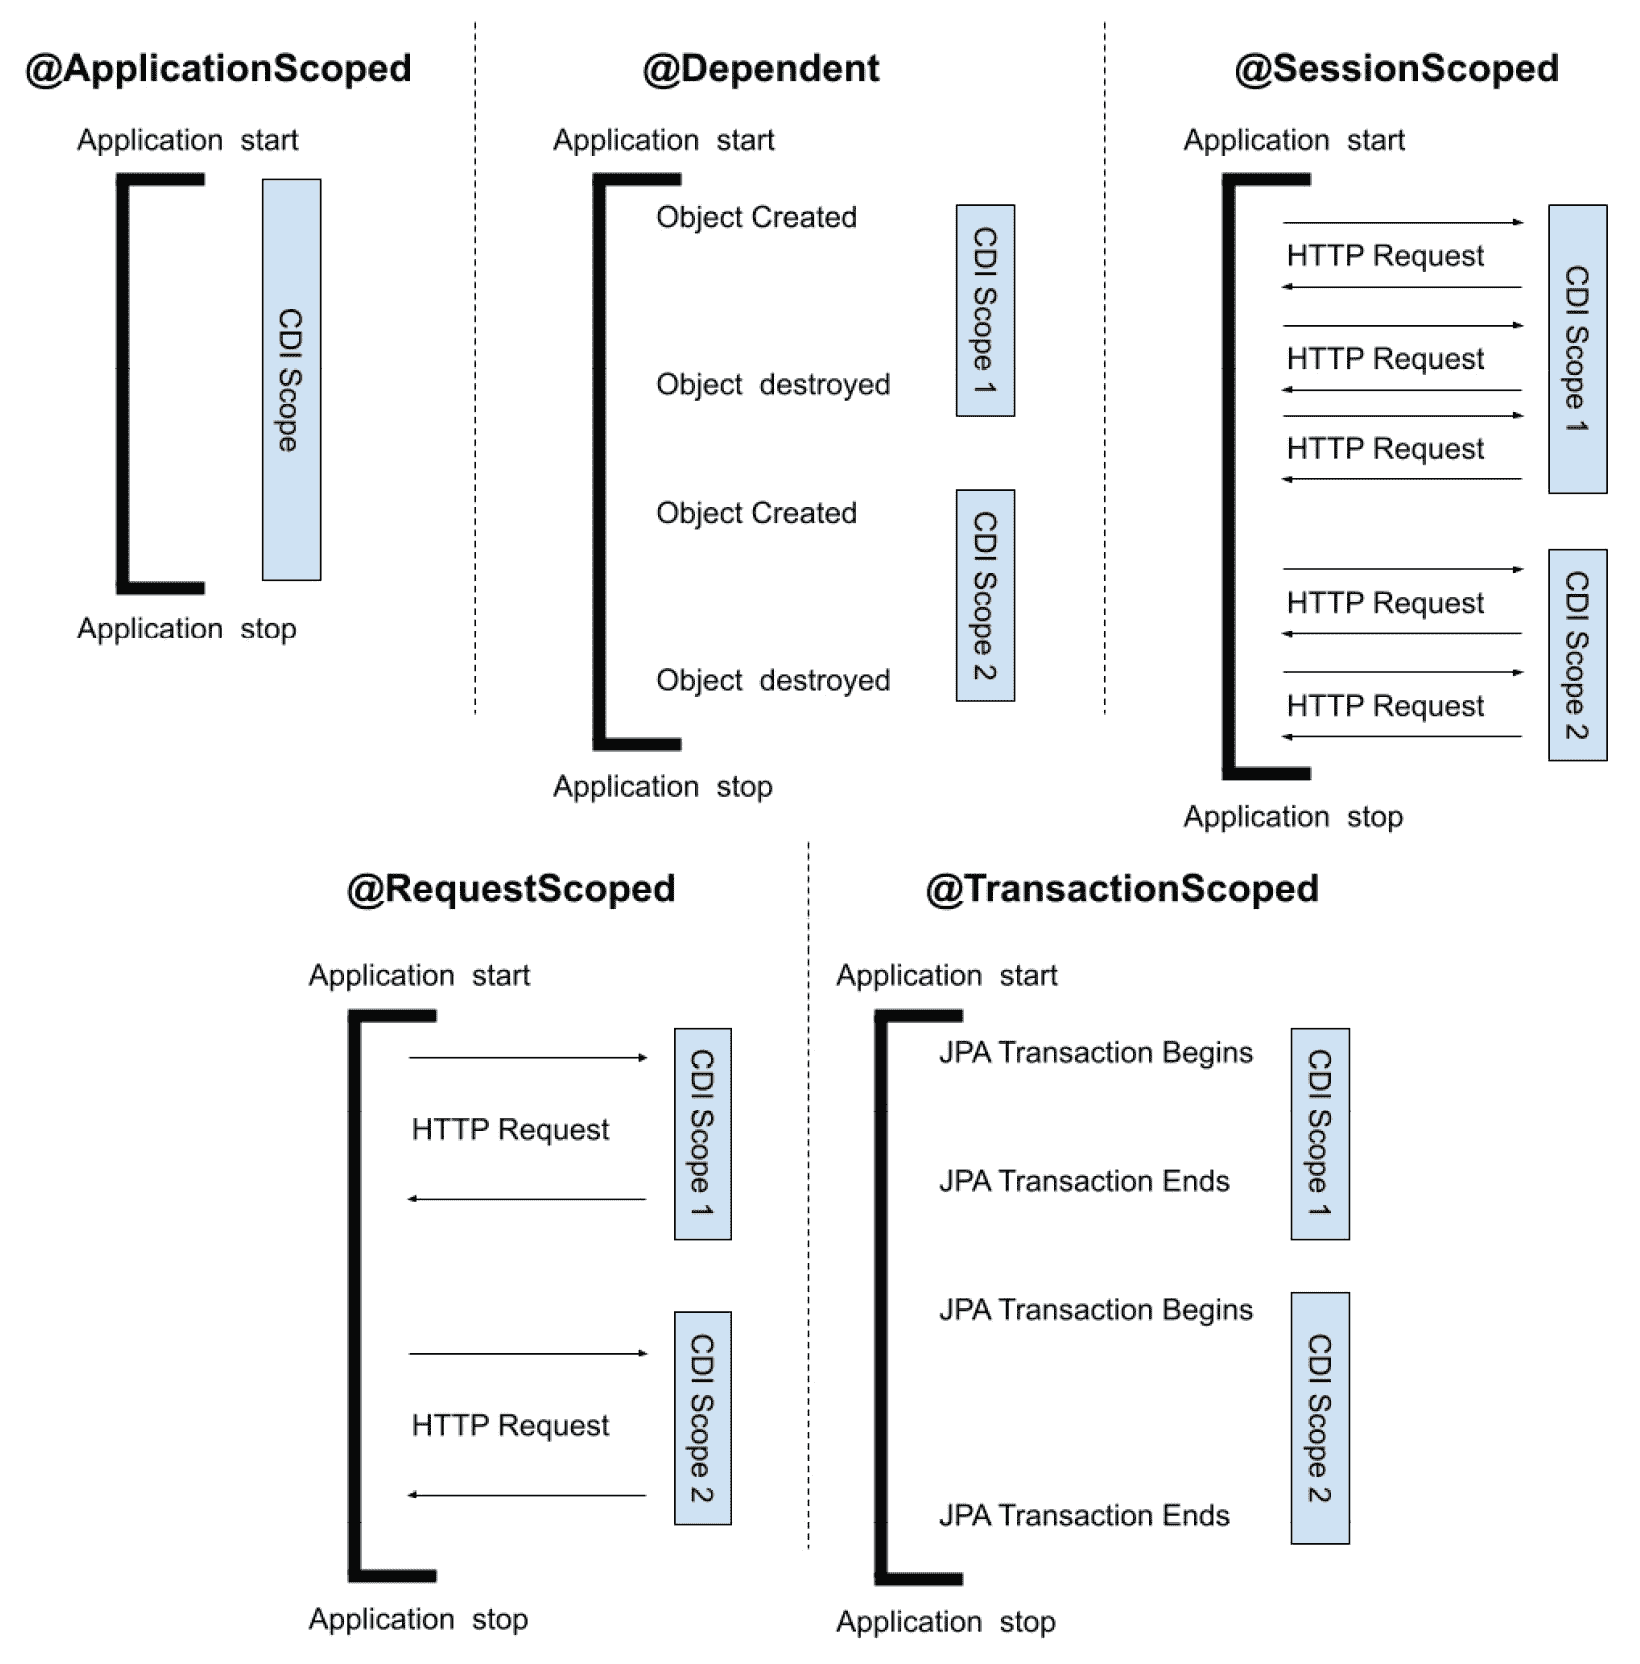 @ApplicationScoped
Application start
CDI Scope
Application stop
@Dependent
Application start
Object Created
CDI Scope 1
Object destroyed
Object Created
CDI Scope 2
Object destroyed
Application stop
@SessionScoped
Application start
HTTP Request
HTTP Request
HTTP Request
CDI Scope 1
HTTP Request
HTTP Request
CDI Scope 2
Application stop
@RequestScoped
Application start
HTTP Request
CDI Scope 1
HTTP Request
CDI Scope 2
Application stop
@TransactionScoped
Application start
JPA Transaction Begins
CDI Scope 1
JPA Transaction Ends
JPA Transaction Begins
CDI Scope 2
JPA Transaction Ends
Application stop